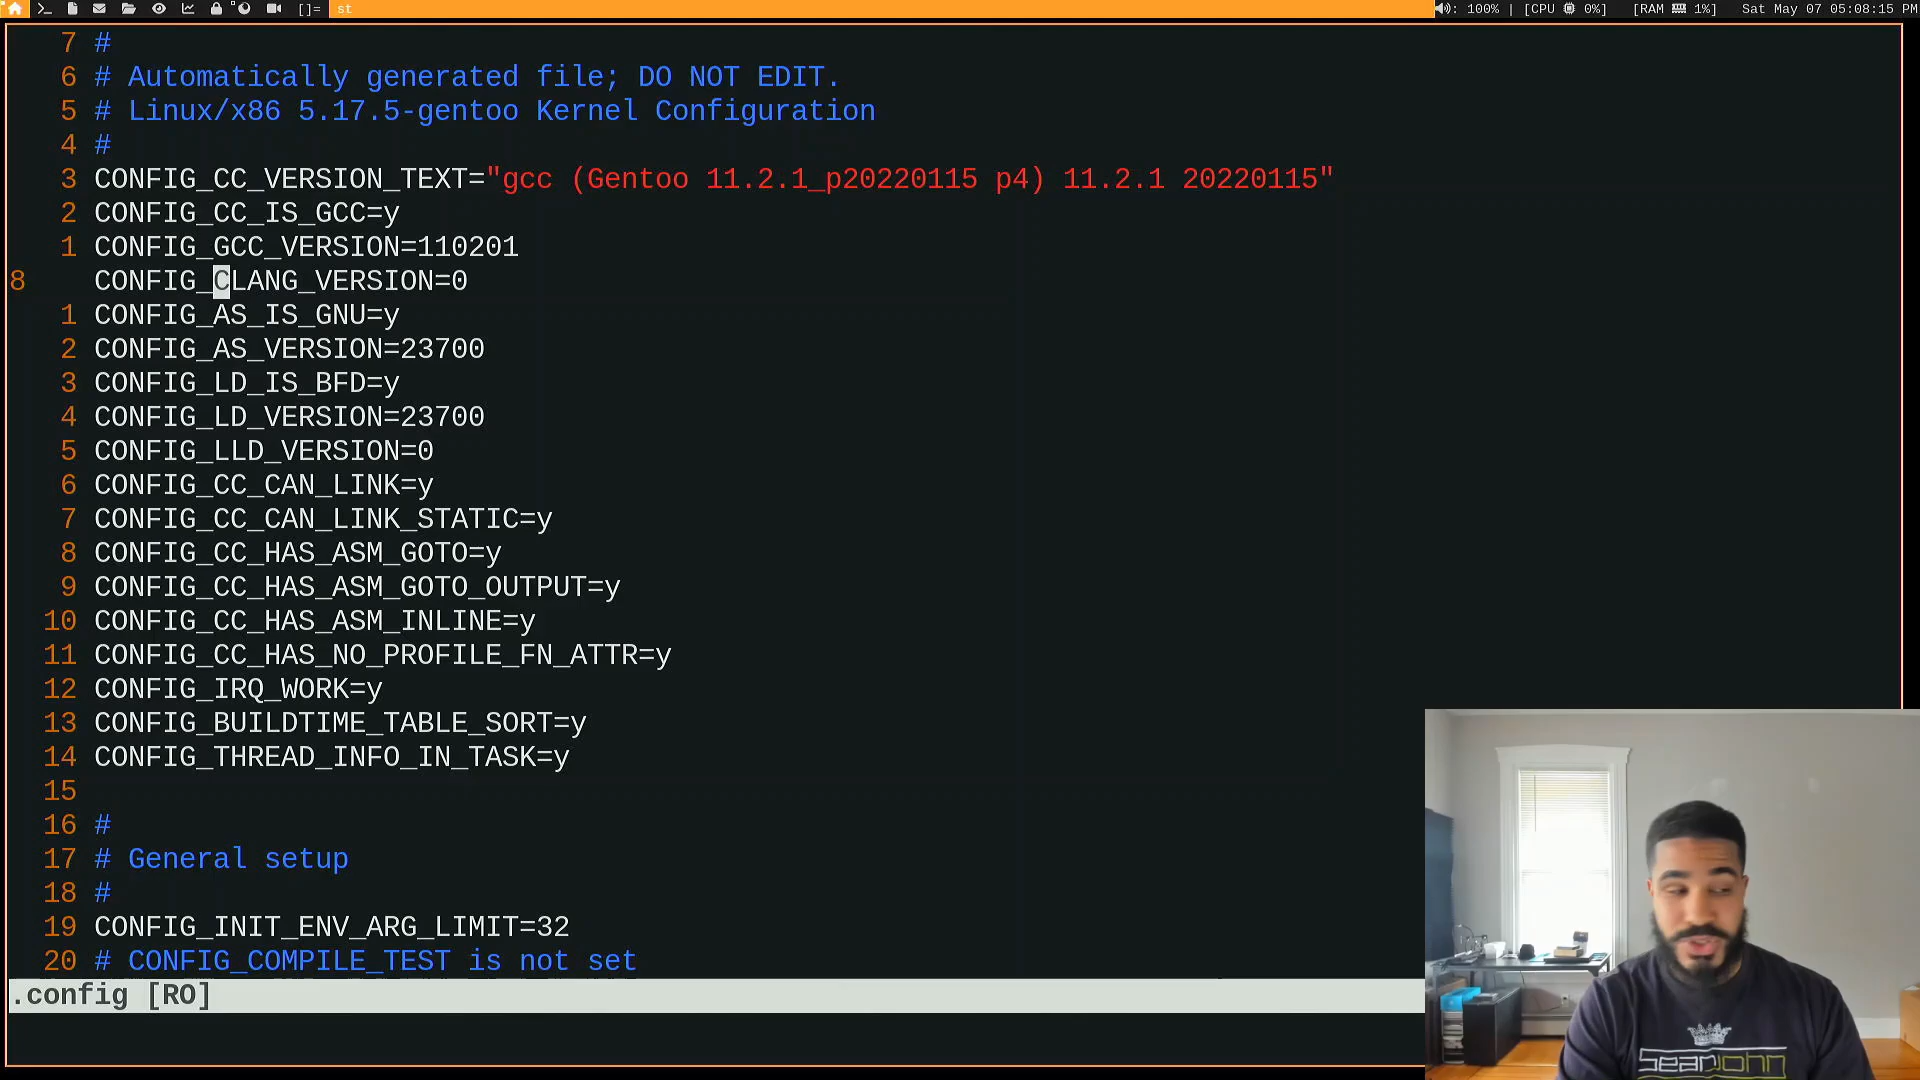 []= st 100% | [CPU 0%] [RAM 1%] Sat May 07 05:08:15 PM
7 #
6 # Automatically generated file; DO NOT EDIT.
5 # Linux/x86 5.17.5-gentoo Kernel Configuration
4 #
3 CONFIG_CC_VERSION_TEXT="gcc (Gentoo 11.2.1_p20220115 p4) 11.2.1 20220115"
2 CONFIG_CC_IS_GCC=y
1 CONFIG_GCC_VERSION=110201
8 CONFIG_CLANG_VERSION=0
1 CONFIG_AS_IS_GNU=y
2 CONFIG_AS_VERSION=23700
3 CONFIG_LD_IS_BFD=y
4 CONFIG_LD_VERSION=23700
5 CONFIG_LLD_VERSION=0
6 CONFIG_CC_CAN_LINK=y
7 CONFIG_CC_CAN_LINK_STATIC=y
8 CONFIG_CC_HAS_ASM_GOTO=y
9 CONFIG_CC_HAS_ASM_GOTO_OUTPUT=y
10 CONFIG_CC_HAS_ASM_INLINE=y
11 CONFIG_CC_HAS_NO_PROFILE_FN_ATTR=y
12 CONFIG_IRQ_WORK=y
13 CONFIG_BUILDTIME_TABLE_SORT=y
14 CONFIG_THREAD_INFO_IN_TASK=y
15
16 #
17 # General setup
18 #
19 CONFIG_INIT_ENV_ARG_LIMIT=32
20 # CONFIG_COMPILE_TEST is not set
.config [RO]
seanjohn